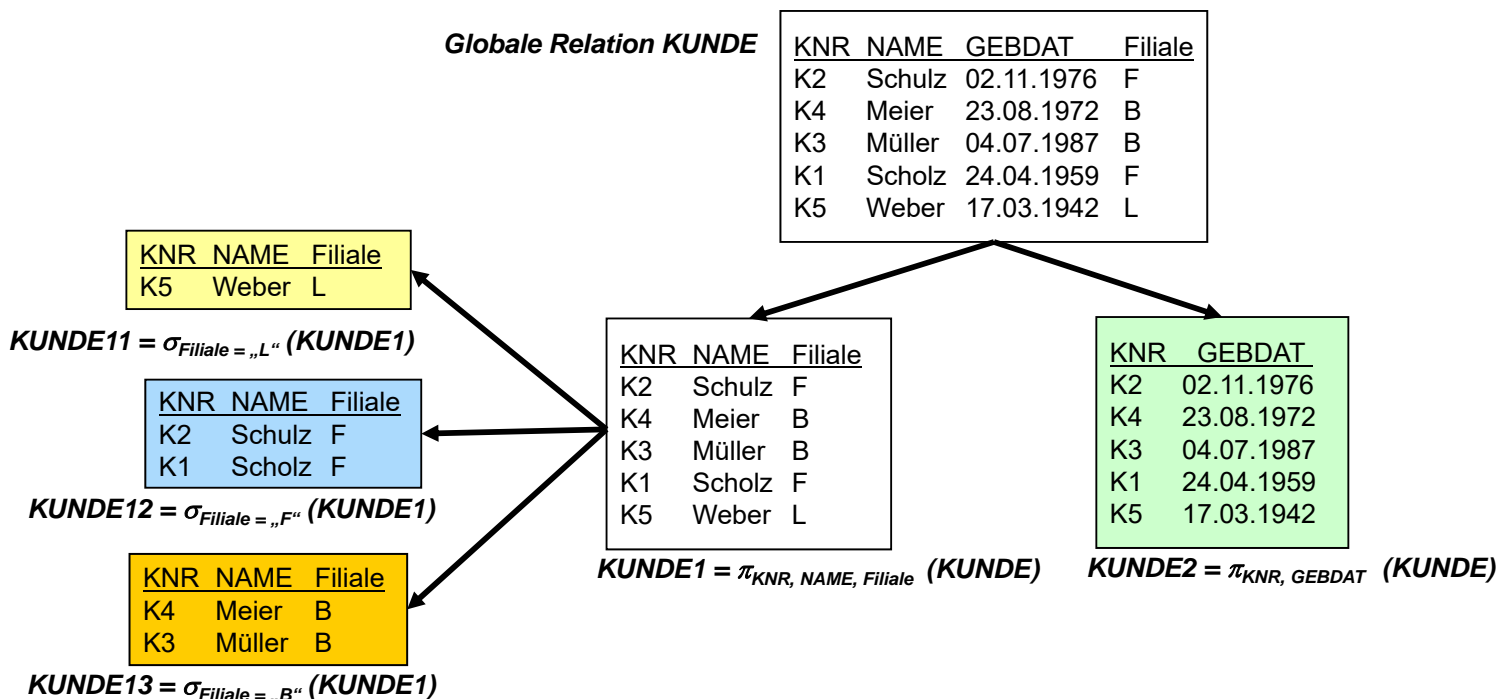 Globale Relation KUNDE
KNR NAME GEBDAT Filiale
K2 Schulz 02.11.1976 F
K4 Meier 23.08.1972 B
K3 Müller 04.07.1987 B
K1 Scholz 24.04.1959 F
K5 Weber 17.03.1942 L
KNR NAME Filiale
K5 Weber L
KUNDE11 = σFiliale = „L“ (KUNDE1)
KNR NAME Filiale
K2 Schulz F
K1 Scholz F
KUNDE12 = σFiliale = „F“ (KUNDE1)
KNR NAME Filiale
K4 Meier B
K3 Müller B
KUNDE13 = σFiliale = „B“ (KUNDE1)
KNR NAME Filiale
K2 Schulz F
K4 Meier B
K3 Müller B
K1 Scholz F
K5 Weber L
KUNDE1 = πKNR, NAME, Filiale (KUNDE)
KNR GEBDAT
K2 02.11.1976
K4 23.08.1972
K3 04.07.1987
K1 24.04.1959
K5 17.03.1942
KUNDE2 = πKNR, GEBDAT (KUNDE)